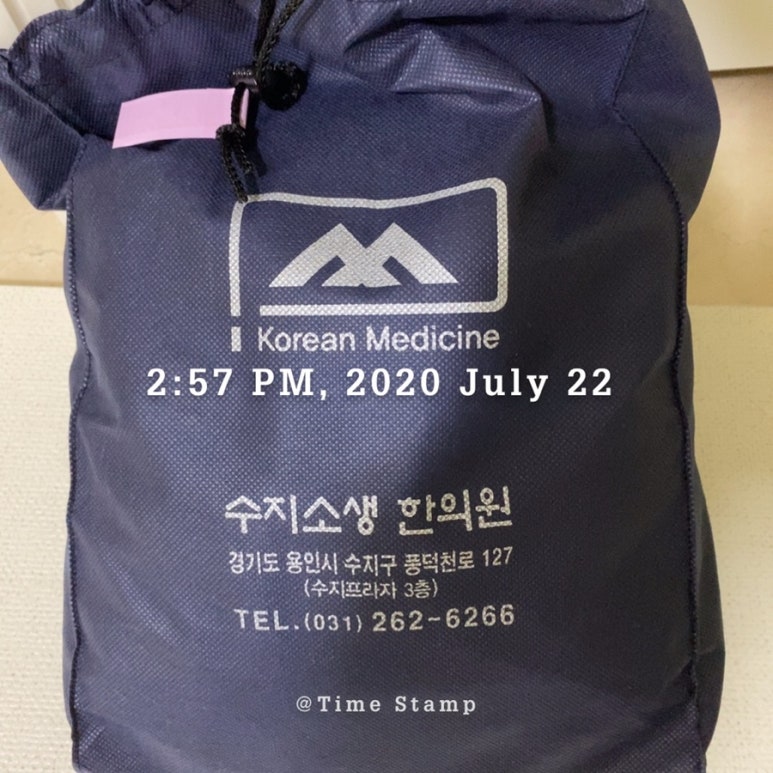 Korean Medicine
2:57 PM, 2020 July 22
수지소생 한의원
경기도 용인시 수지구 풍덕천로 127
(수지프라자 3층)
TEL.(031) 262-6266
@Time Stamp